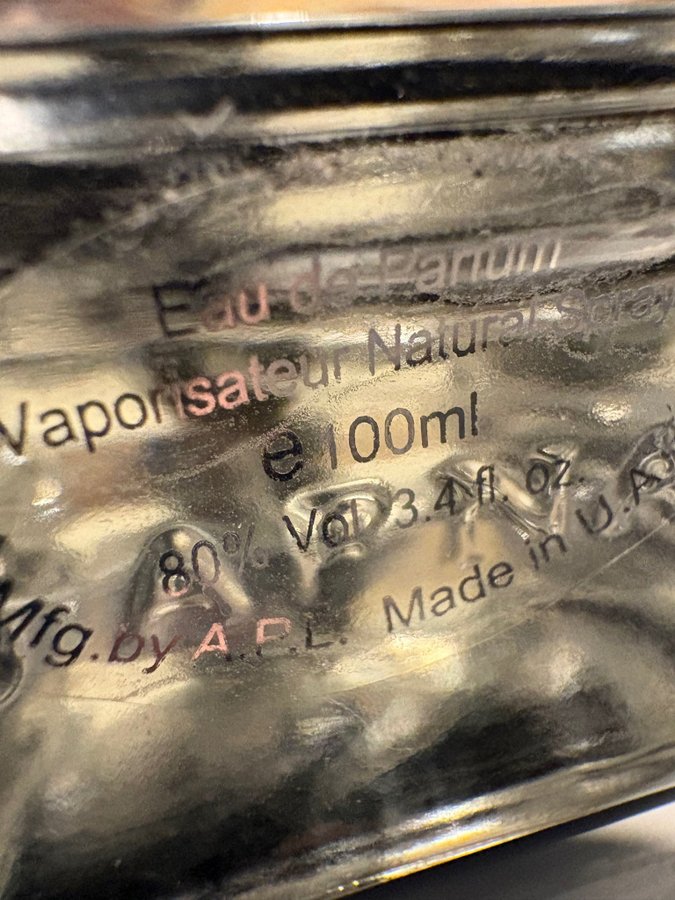 Eau de Parfum
Vaporisateur Natural Spray
e 100ml
80% Vol. 3.4 fl. oz.
Mfg.by A.P.L. Made in U.A.E